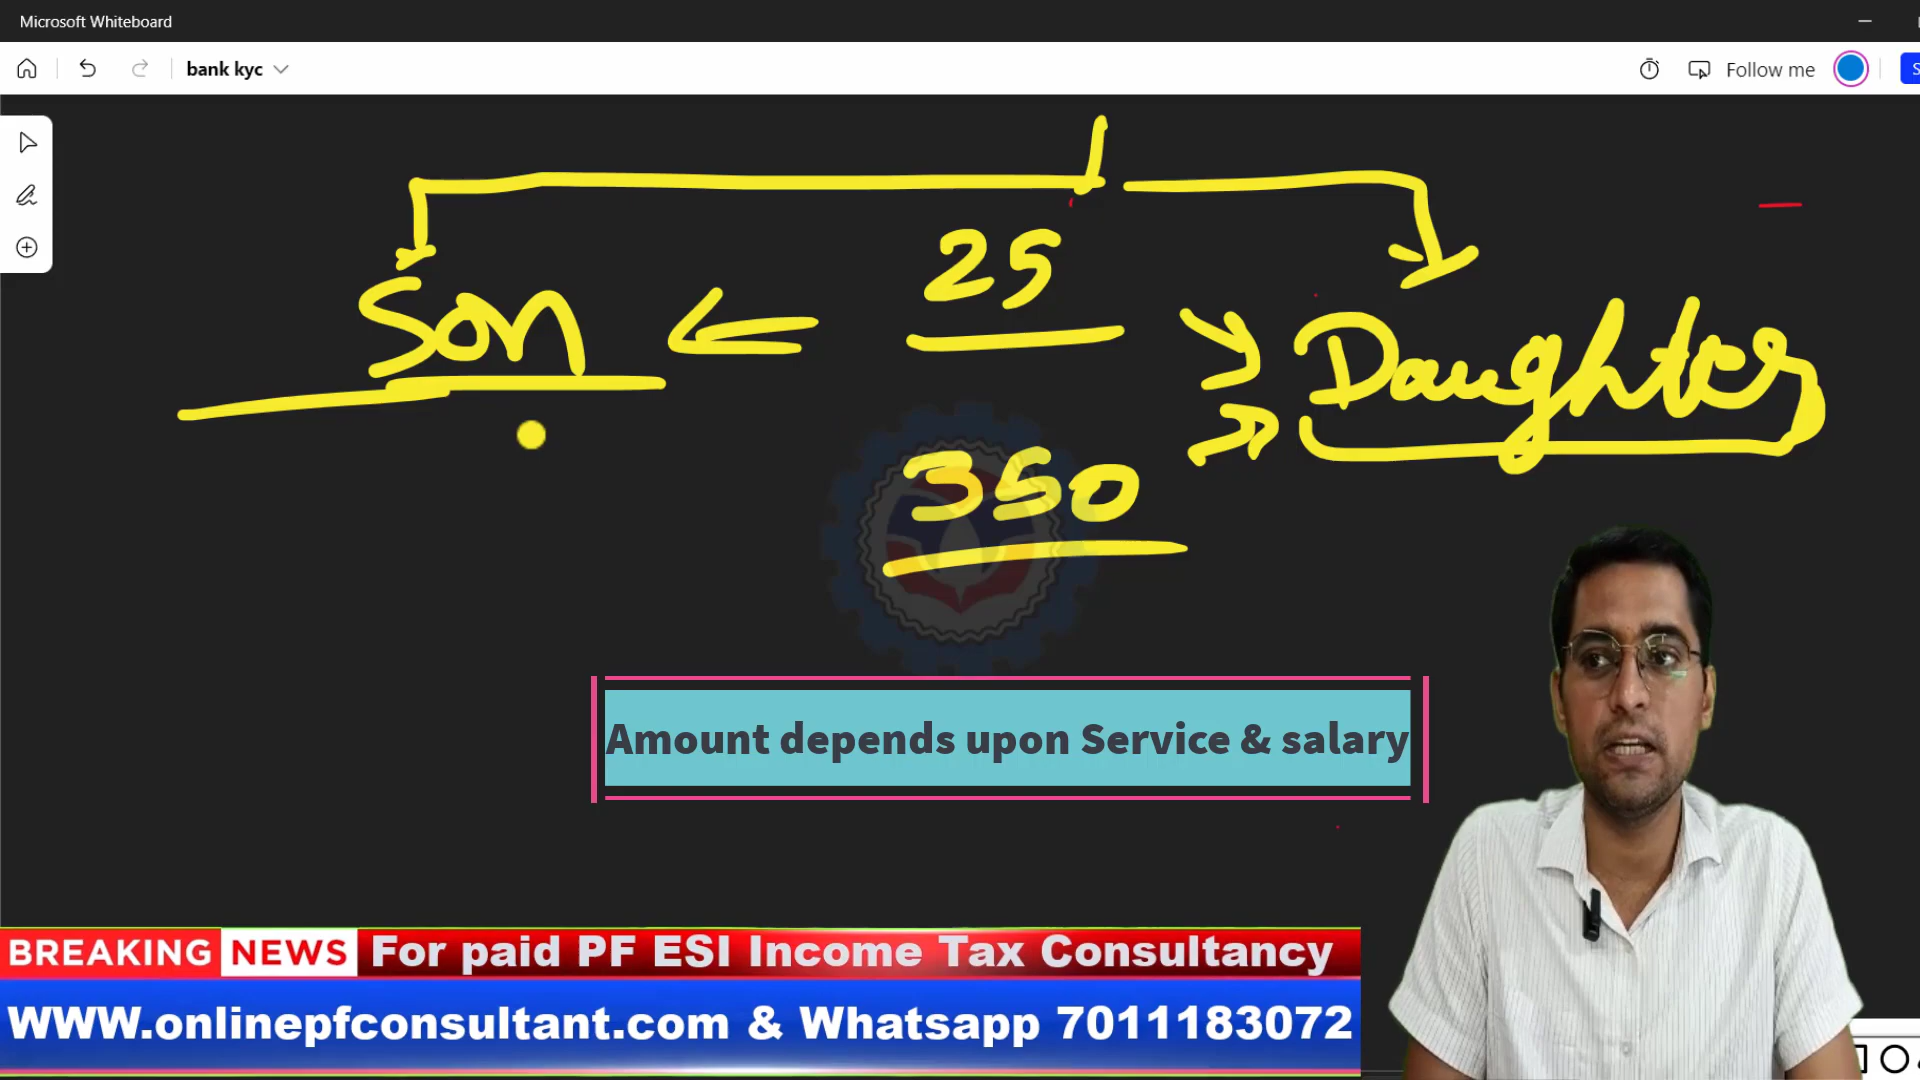 Microsoft Whiteboard
bank kyc
Follow me
Son
25
Daughter
350
Amount depends upon Service & salary
BREAKING NEWS For paid PF ESI Income Tax Consultancy
WWW.onlinepfconsultant.com & Whatsapp 7011183072